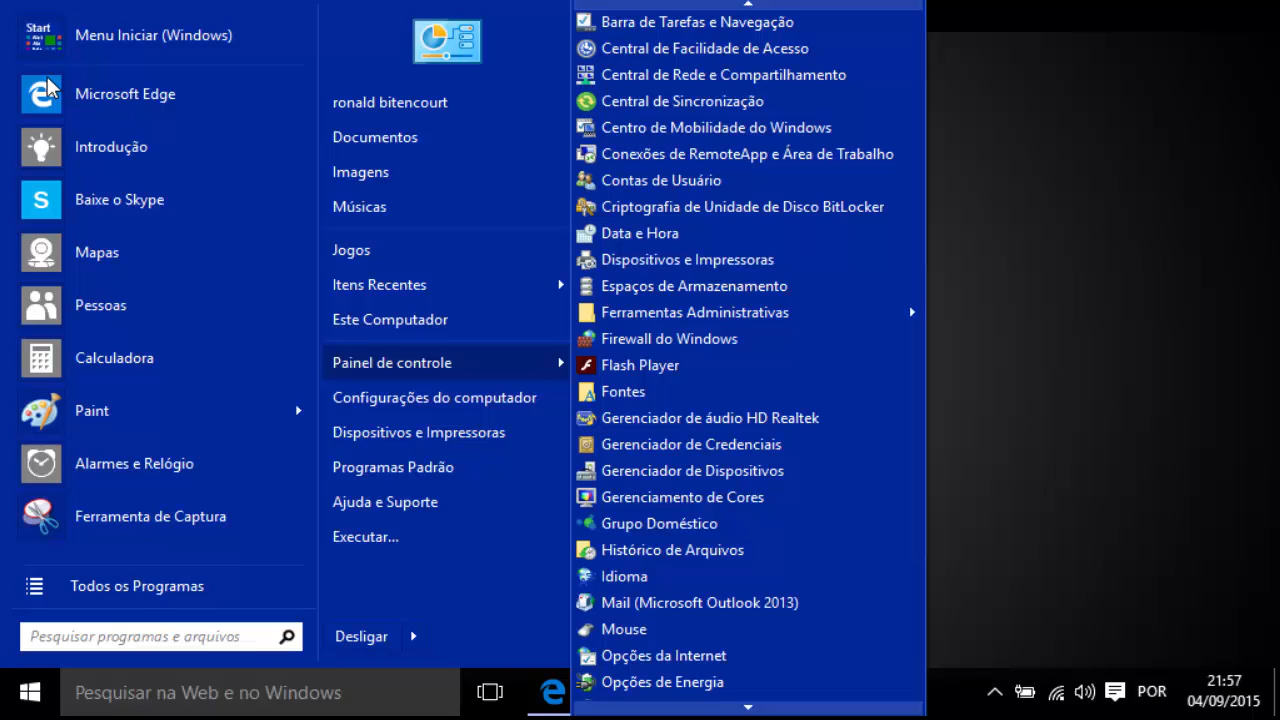 Start
Menu Iniciar (Windows)
Microsoft Edge
Introdução
Baixe o Skype
Mapas
Pessoas
Calculadora
Paint
Alarmes e Relógio
Ferramenta de Captura
Todos os Programas
Pesquisar programas e arquivos
ronald bitencourt
Documentos
Imagens
Músicas
Jogos
Itens Recentes
Este Computador
Painel de controle
Configurações do computador
Dispositivos e Impressoras
Programas Padrão
Ajuda e Suporte
Executar...
Desligar
Barra de Tarefas e Navegação
Central de Facilidade de Acesso
Central de Rede e Compartilhamento
Central de Sincronização
Centro de Mobilidade do Windows
Conexões de RemoteApp e Área de Trabalho
Contas de Usuário
Criptografia de Unidade de Disco BitLocker
Data e Hora
Dispositivos e Impressoras
Espaços de Armazenamento
Ferramentas Administrativas
Firewall do Windows
Flash Player
Fontes
Gerenciador de áudio HD Realtek
Gerenciador de Credenciais
Gerenciador de Dispositivos
Gerenciamento de Cores
Grupo Doméstico
Histórico de Arquivos
Idioma
Mail (Microsoft Outlook 2013)
Mouse
Opções da Internet
Opções de Energia
Pesquisar na Web e no Windows
POR
21:57
04/09/2015